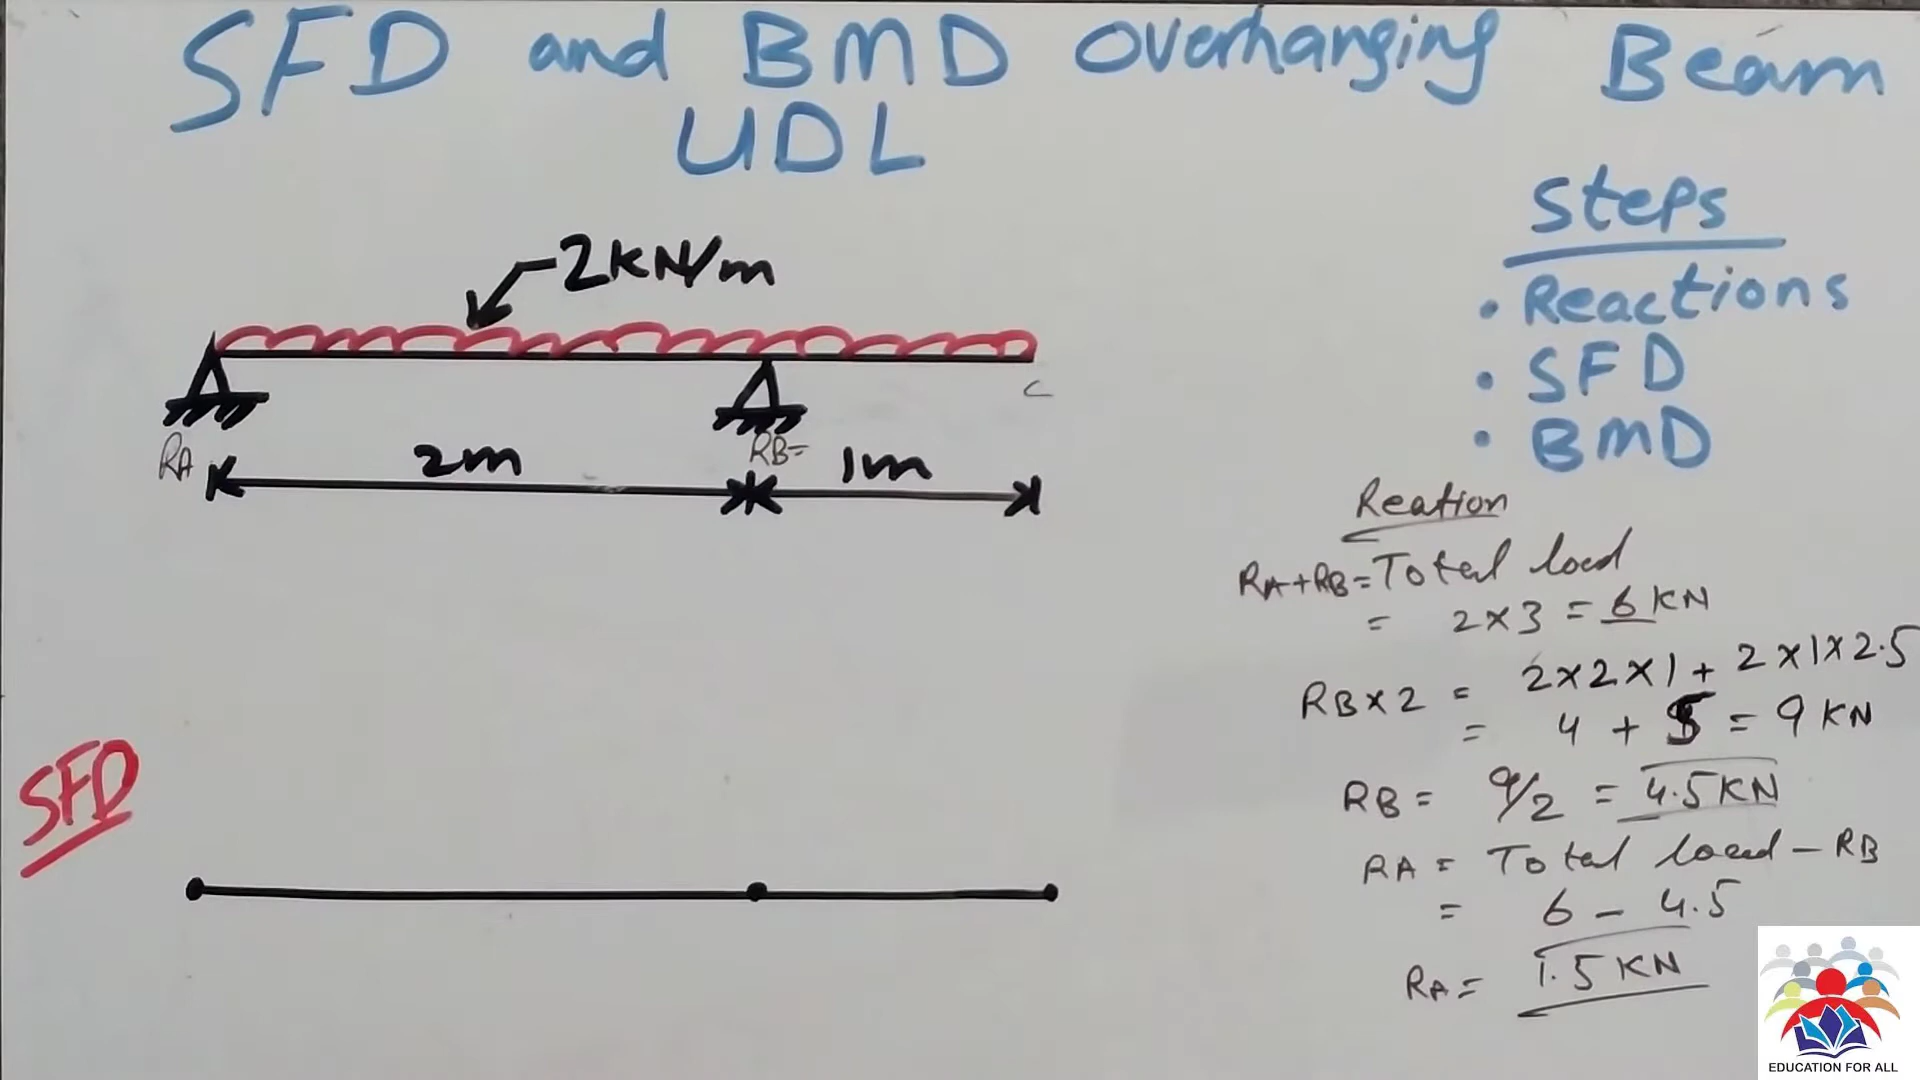 SFD and BMD Overhanging Beam
UDL
Steps
• Reactions
• SFD
• BMD
2KN/m
C
RA
RB=
2m
1m
Reation
RA+RB=Total load
= 2×3 = 6KN
RB×2 = 2×2×1 + 2×1×2.5
= 4 + 5 = 9 KN
RB = 9/2 = 4.5KN
RA = Total load - RB
= 6 - 4.5
RA = 1.5KN
SFD
EDUCATION FOR ALL